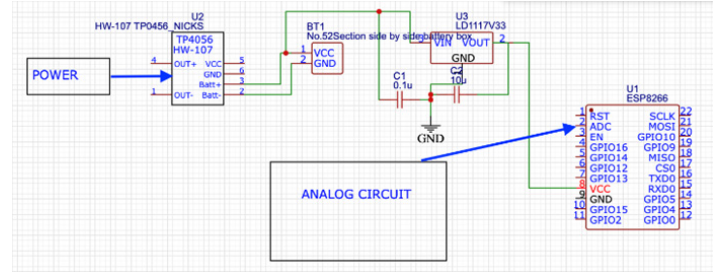 U2
HW-107 TP0456_NICKS
TP4056
HW-107
4 OUT+ VCC 5
GND 6
Batt+ 3
1 OUT- Batt- 2
POWER
BT1
No.52Section side by sidebattery box
1 VCC
2 GND
U3
LD1117V33
3 VIN VOUT 2
GND
1
C1
0.1u
C2
10u
GND
ANALOG CIRCUIT
U1
ESP8266
1 RST SCLK 22
2 ADC MOSI 21
3 EN GPIO10 20
4 GPIO16 GPIO9 19
5 GPIO14 MISO 18
6 GPIO12 CS0 17
7 GPIO13 TXD0 16
8 VCC RXD0 15
9 GND GPIO5 14
10 GPIO15 GPIO4 13
11 GPIO2 GPIO0 12